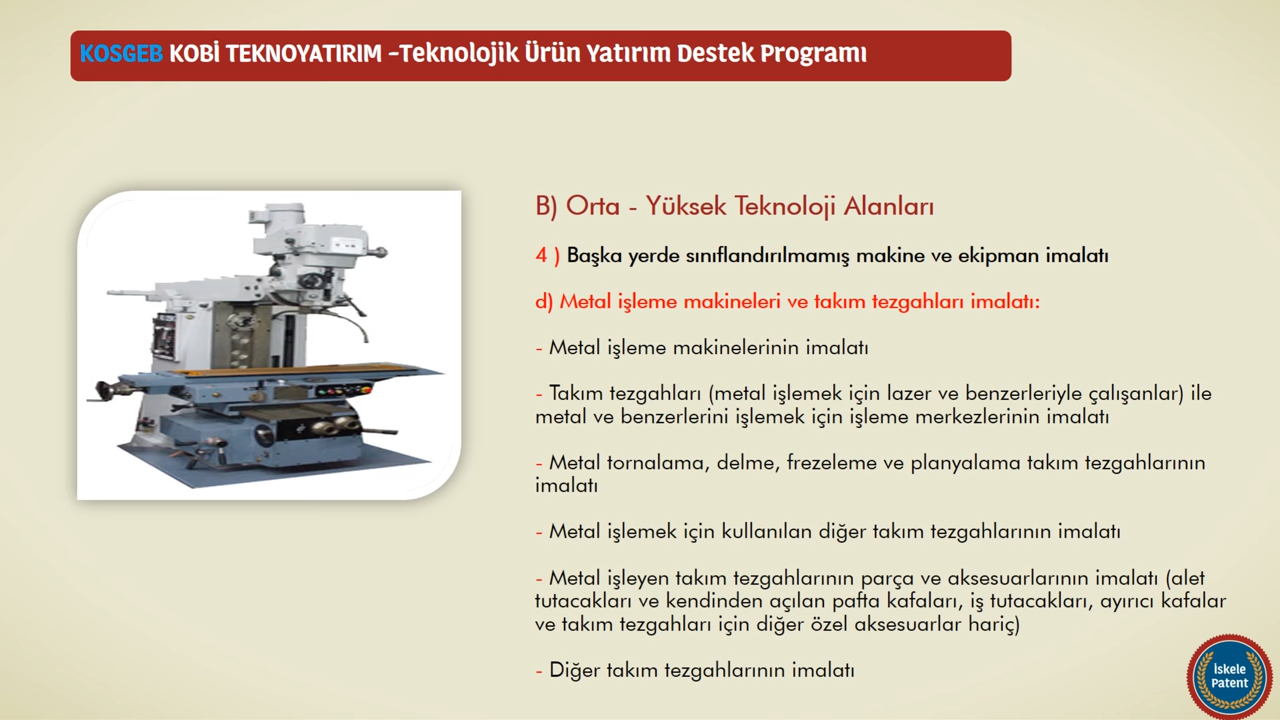 KOSGEB KOBİ TEKNOYATIRIM -Teknolojik Ürün Yatırım Destek Programı
B) Orta - Yüksek Teknoloji Alanları
4 ) Başka yerde sınıflandırılmamış makine ve ekipman imalatı
d) Metal işleme makineleri ve takım tezgahları imalatı:
- Metal işleme makinelerinin imalatı
- Takım tezgahları (metal işlemek için lazer ve benzerleriyle çalışanlar) ile
metal ve benzerlerini işlemek için işleme merkezlerinin imalatı
- Metal tornalama, delme, frezeleme ve planyalama takım tezgahlarının
imalatı
- Metal işlemek için kullanılan diğer takım tezgahlarının imalatı
- Metal işleyen takım tezgahlarının parça ve aksesuarlarının imalatı (alet
tutacakları ve kendinden açılan pafta kafaları, iş tutacakları, ayırıcı kafalar
ve takım tezgahları için diğer özel aksesuarlar hariç)
- Diğer takım tezgahlarının imalatı
İskele
Patent